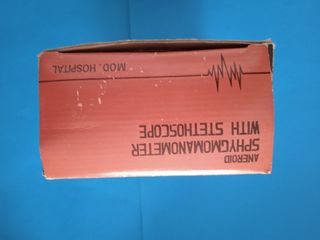 ANEROID
SPHYGMOMANOMETER
WITH STETHOSCOPE
MOD. HOSPITAL